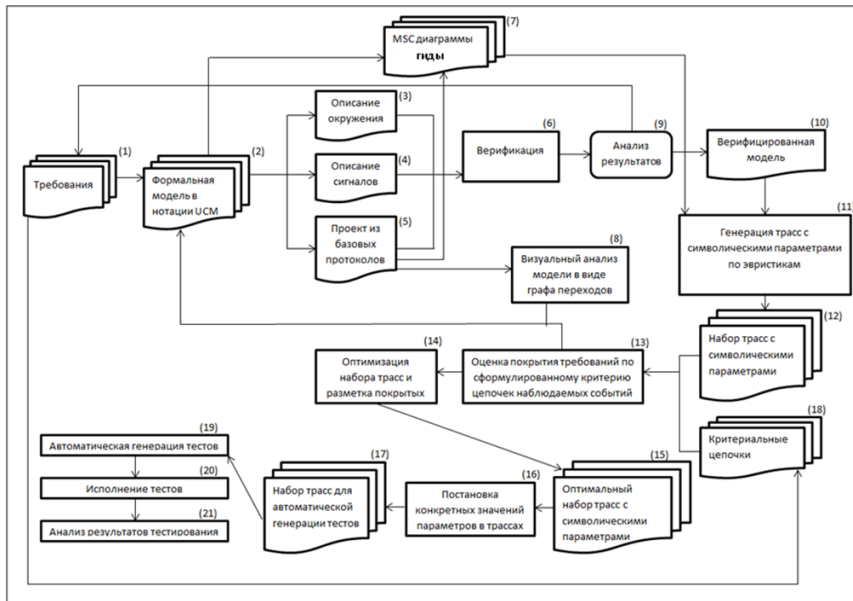 (7)
MSC диаграммы
гиды
(3)
Описание
окружения
(1)
Требования
(2)
Формальная
модель в
нотации UCM
(4)
Описание
сигналов
(6)
Верификация
(9)
Анализ
результатов
(10)
Верифицированная
модель
(5)
Проект из
базовых
протоколов
(8)
Визуальный анализ
модели в виде
графа переходов
(11)
Генерация трасс с
символическими параметрами
по эвристикам
(12)
Набор трасс с
символическими
параметрами
(14)
Оптимизация
набора трасс и
разметка покрытых
(13)
Оценка покрытия требований по
сформулированному критерию
цепочек наблюдаемых событий
(18)
Критериальные
цепочки
(19)
Автоматическая генерация тестов
(20)
Исполнение тестов
(21)
Анализ результатов тестирования
(17)
Набор трасс для
автоматической
генерации тестов
(16)
Постановка
конкретных значений
параметров в трассах
(15)
Оптимальный
набор трасс с
символическими
параметрами